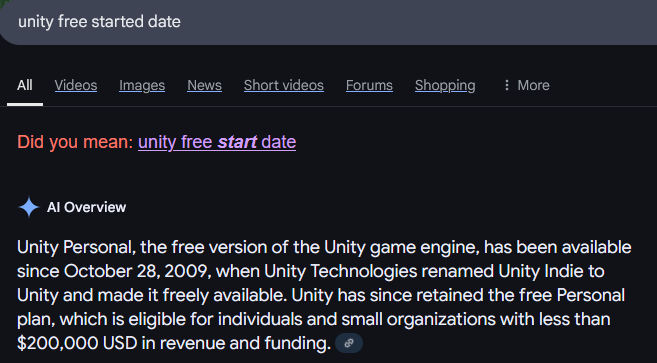 unity free started date
All Videos Images News Short videos Forums Shopping More
Did you mean: unity free start date
AI Overview
Unity Personal, the free version of the Unity game engine, has been available
since October 28, 2009, when Unity Technologies renamed Unity Indie to
Unity and made it freely available. Unity has since retained the free Personal
plan, which is eligible for individuals and small organizations with less than
$200,000 USD in revenue and funding.